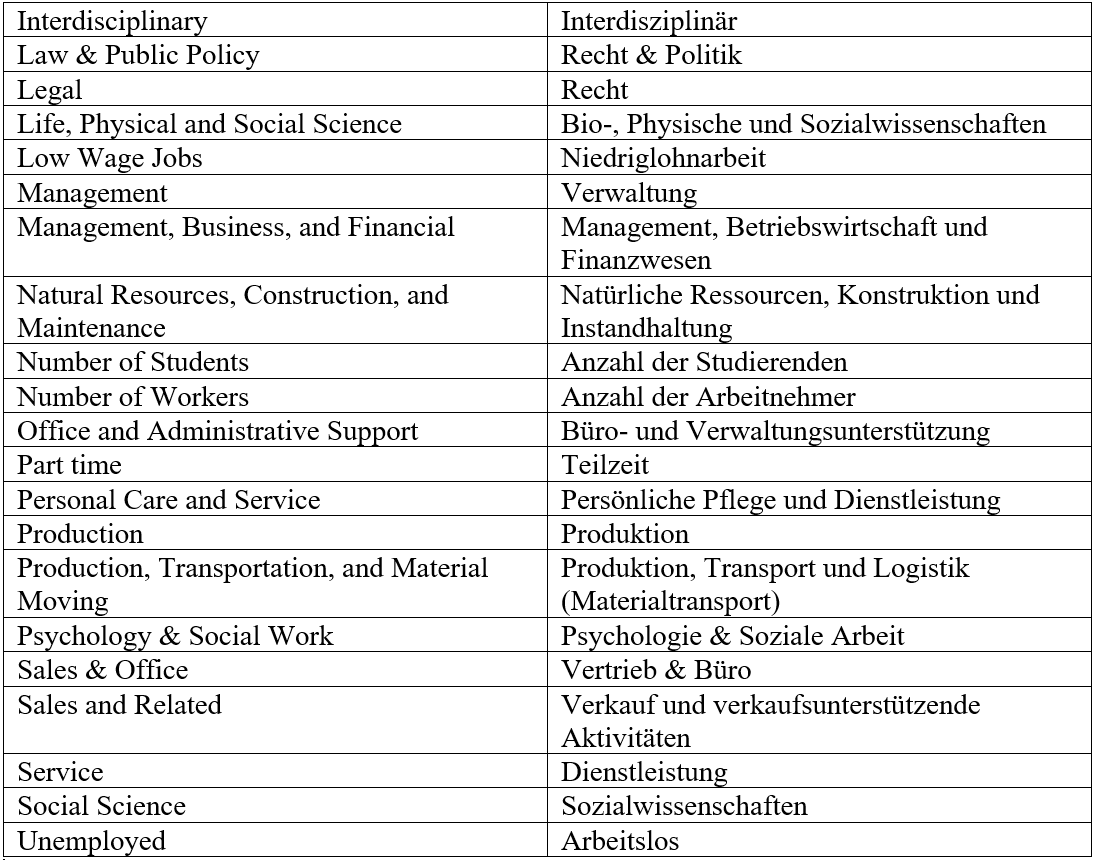 Interdisciplinary Interdisziplinär
Law & Public Policy Recht & Politik
Legal Recht
Life, Physical and Social Science Bio-, Physische und Sozialwissenschaften
Low Wage Jobs Niedriglohnarbeit
Management Verwaltung
Management, Business, and Financial Management, Betriebswirtschaft und
Finanzwesen
Natural Resources, Construction, and Natürliche Ressourcen, Konstruktion und
Maintenance Instandhaltung
Number of Students Anzahl der Studierenden
Number of Workers Anzahl der Arbeitnehmer
Office and Administrative Support Büro- und Verwaltungsunterstützung
Part time Teilzeit
Personal Care and Service Persönliche Pflege und Dienstleistung
Production Produktion
Production, Transportation, and Material Produktion, Transport und Logistik
Moving (Materialtransport)
Psychology & Social Work Psychologie & Soziale Arbeit
Sales & Office Vertrieb & Büro
Sales and Related Verkauf und verkaufsunterstützende
Aktivitäten
Service Dienstleistung
Social Science Sozialwissenschaften
Unemployed Arbeitslos